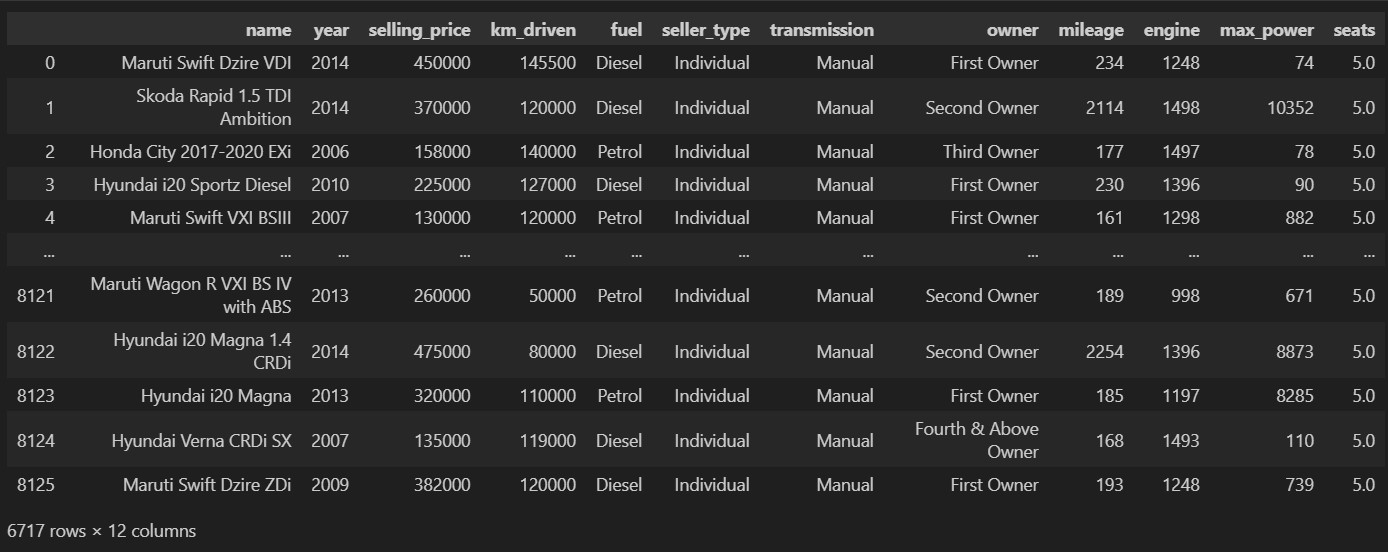 name year selling_price km_driven fuel seller_type transmission owner mileage engine max_power seats
0 Maruti Swift Dzire VDI 2014 450000 145500 Diesel Individual Manual First Owner 234 1248 74 5.0
1 Skoda Rapid 1.5 TDI Ambition 2014 370000 120000 Diesel Individual Manual Second Owner 2114 1498 10352 5.0
2 Honda City 2017-2020 EXi 2006 158000 140000 Petrol Individual Manual Third Owner 177 1497 78 5.0
3 Hyundai i20 Sportz Diesel 2010 225000 127000 Diesel Individual Manual First Owner 230 1396 90 5.0
4 Maruti Swift VXI BSIII 2007 130000 120000 Petrol Individual Manual First Owner 161 1298 882 5.0
... ... ... ... ... ... ... ... ... ... ... ... ...
8121 Maruti Wagon R VXI BS IV with ABS 2013 260000 50000 Petrol Individual Manual Second Owner 189 998 671 5.0
8122 Hyundai i20 Magna 1.4 CRDi 2014 475000 80000 Diesel Individual Manual Second Owner 2254 1396 8873 5.0
8123 Hyundai i20 Magna 2013 320000 110000 Petrol Individual Manual First Owner 185 1197 8285 5.0
8124 Hyundai Verna CRDi SX 2007 135000 119000 Diesel Individual Manual Fourth & Above Owner 168 1493 110 5.0
8125 Maruti Swift Dzire ZDi 2009 382000 120000 Diesel Individual Manual First Owner 193 1248 739 5.0
6717 rows × 12 columns